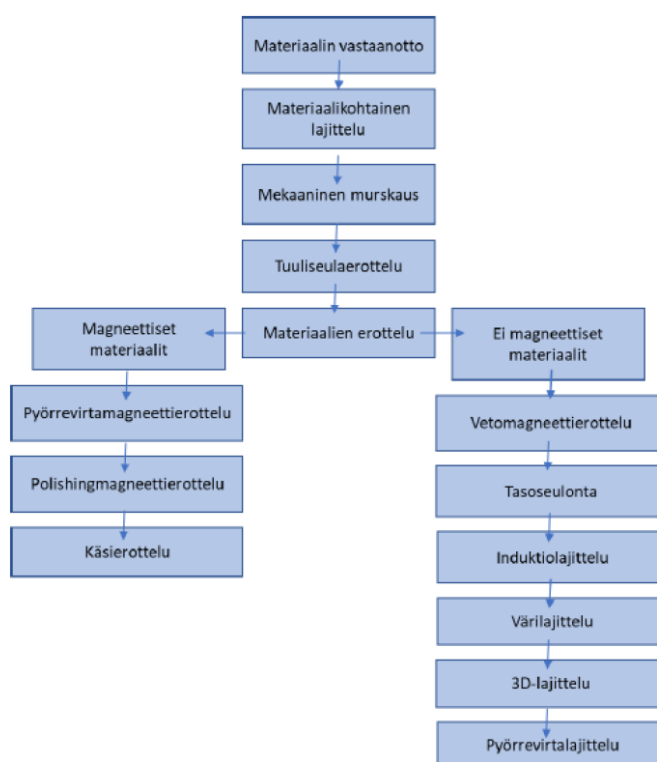 Materiaalin vastaanotto
Materiaalikohtainen
lajittelu
Mekaaninen murskaus
Tuuliseulaerottelu
Materiaalien erottelu
Magneettiset
materiaalit
Pyörrevirtamagneettierottelu
Polishingmagneettierottelu
Käsierottelu
Ei magneettiset
materiaalit
Vetomagneettierottelu
Tasoseulonta
Induktiolajittelu
Värilajittelu
3D-lajittelu
Pyörrevirtalajittelu